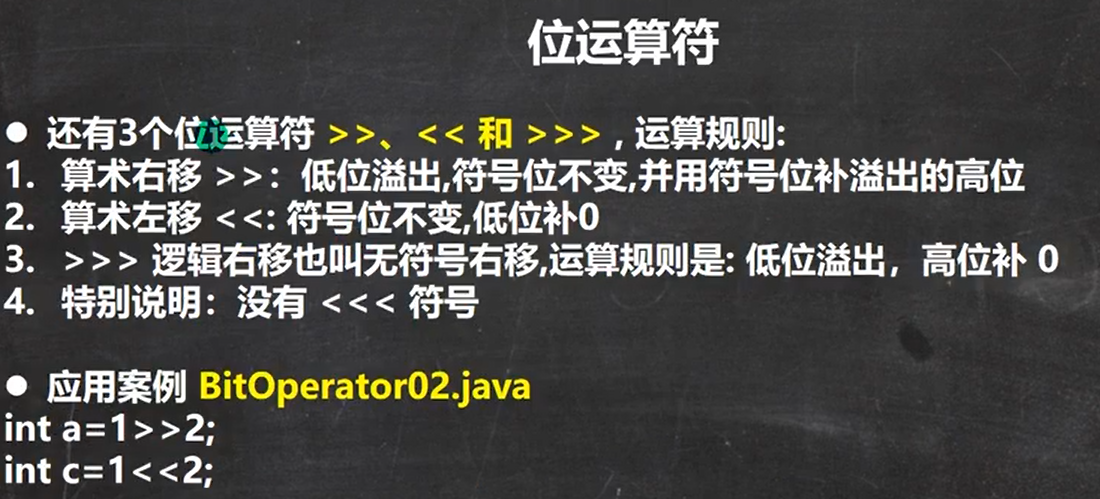 位运算符
● 还有3个位运算符 >>、<< 和 >>> , 运算规则:
1. 算术右移 >>：低位溢出,符号位不变,并用符号位补溢出的高位
2. 算术左移 <<: 符号位不变,低位补0
3. >>> 逻辑右移也叫无符号右移,运算规则是: 低位溢出，高位补 0
4. 特别说明：没有 <<< 符号
● 应用案例 BitOperator02.java
int a=1>>2;
int c=1<<2;